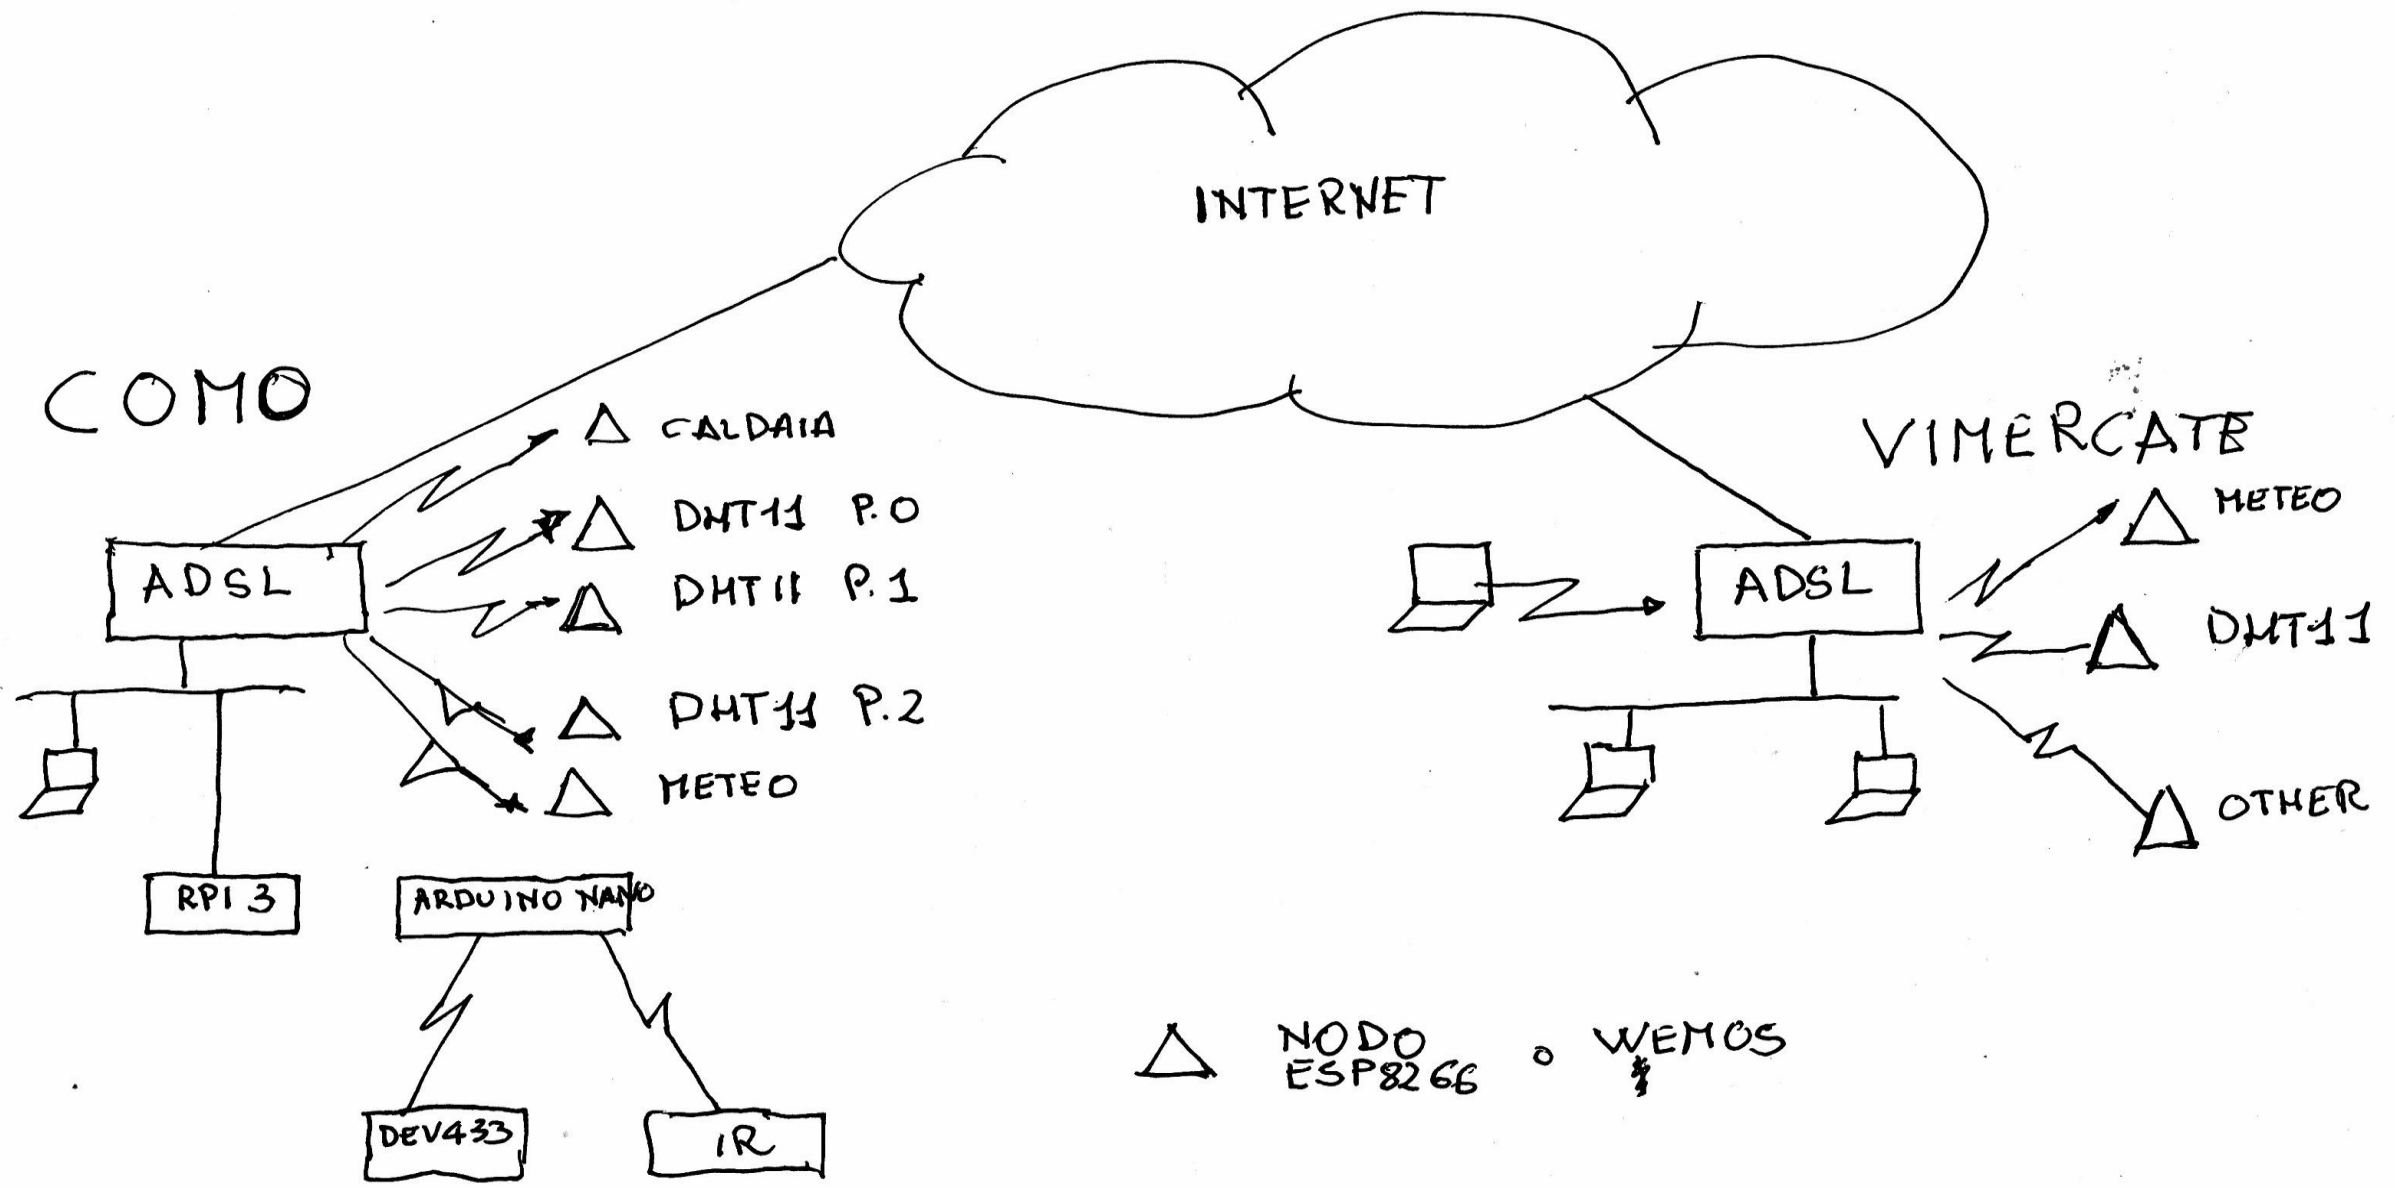 INTERNET
COMO
CALDAIA
DHT11 P.0
DHT11 P.1
DHT11 P.2
METEO
ADSL
RPI 3
ARDUINO NANO
DEV433
IR
VIMERCATE
METEO
ADSL
DHT11
OTHER
NODO
ESP8266 o WEMOS